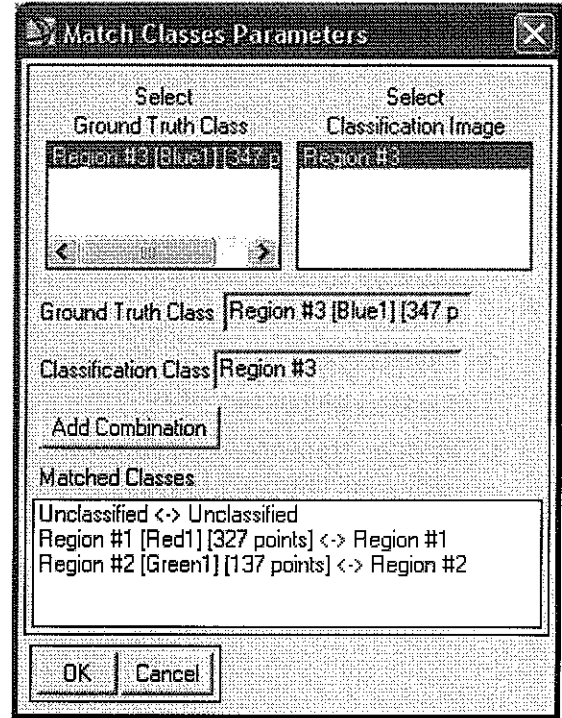 Match Classes Parameters
Select
Ground Truth Class
Select
Classification Image
Region #3 [Blue1] [347 p
Region #3
Ground Truth Class Region #3 [Blue1] [347 p
Classification Class Region #3
Add Combination
Matched Classes
Unclassified <-> Unclassified
Region #1 [Red1] [327 points] <-> Region #1
Region #2 [Green1] [137 points] <-> Region #2
OK Cancel